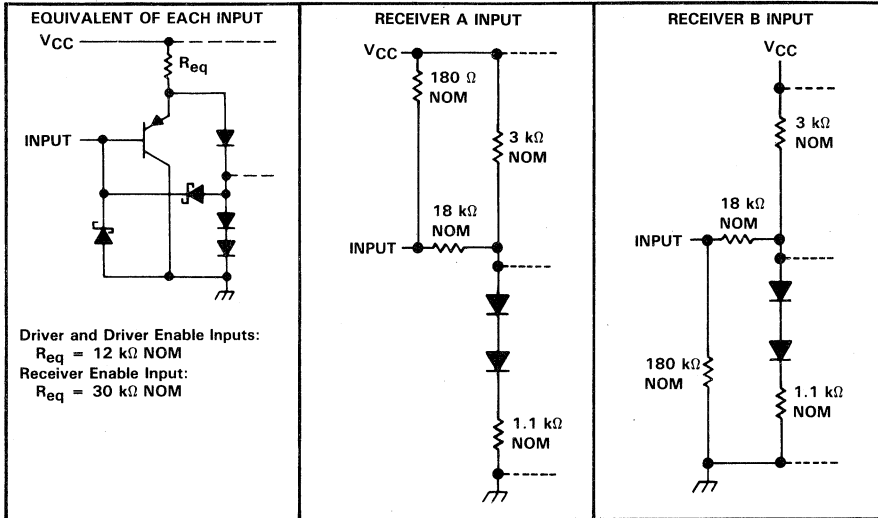 EQUIVALENT OF EACH INPUT
VCC
Req
INPUT
Driver and Driver Enable Inputs:
Req = 12 kΩ NOM
Receiver Enable Input:
Req = 30 kΩ NOM
RECEIVER A INPUT
VCC
180 Ω
NOM
3 kΩ
NOM
18 kΩ
NOM
INPUT
1.1 kΩ
NOM
RECEIVER B INPUT
VCC
3 kΩ
NOM
18 kΩ
NOM
INPUT
180 kΩ
NOM
1.1 kΩ
NOM